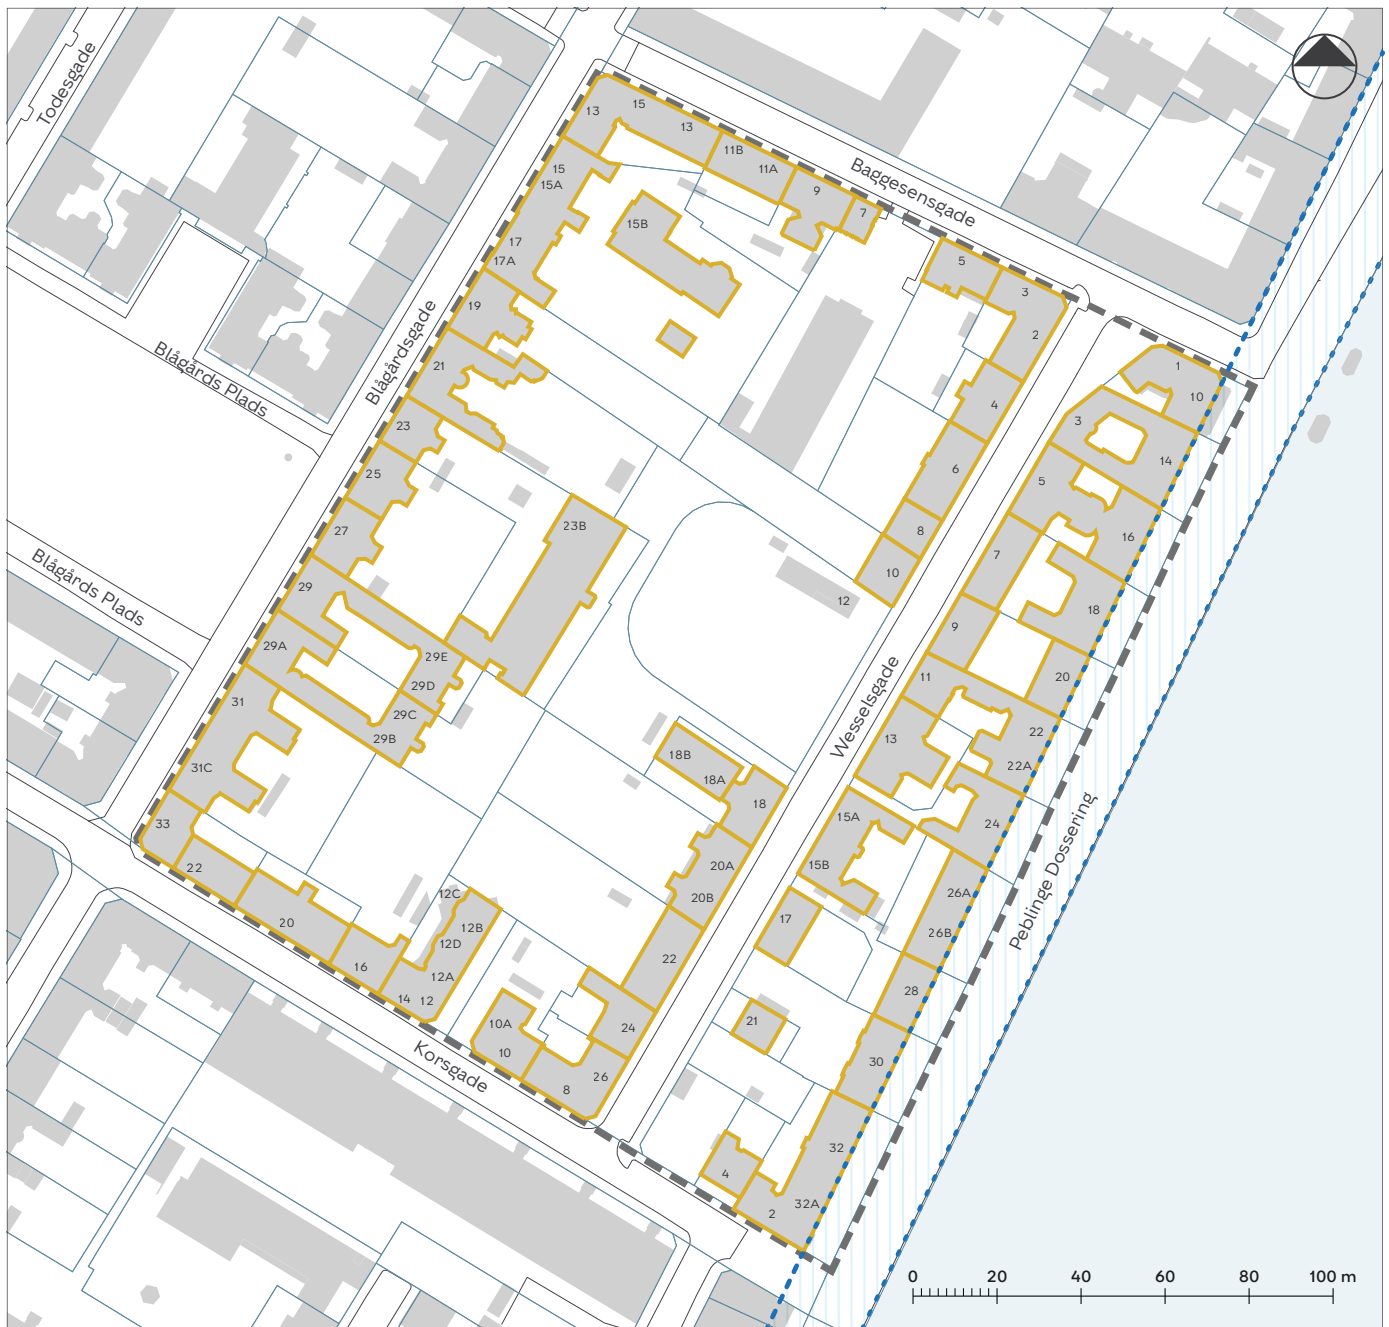 Todesgade
Baggesensgade
Blågårdsgade
Blågårds Plads
Blågårds Plads
Wesselsgade
Peblinge Dossering
Korsgade
13
15
13
11B
11A
9
7
5
3
2
4
6
8
10
12
15
15A
15B
17
17A
19
21
23
23B
25
27
29
29A
29E
29D
29C
29B
31
31C
33
22
20
16
14
12
12A
12B
12C
12D
10A
10
8
26
24
22
20B
20A
18
18A
18B
1
10
3
14
5
16
7
18
9
20
11
22
22A
13
24
15A
15B
26A
26B
17
28
21
30
32
32A
4
2
0 20 40 60 80 100 m